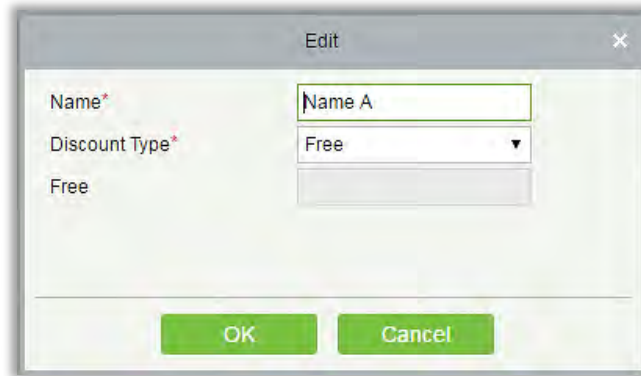 Edit ×
Name* Name A
Discount Type* Free ▼
Free
OK Cancel